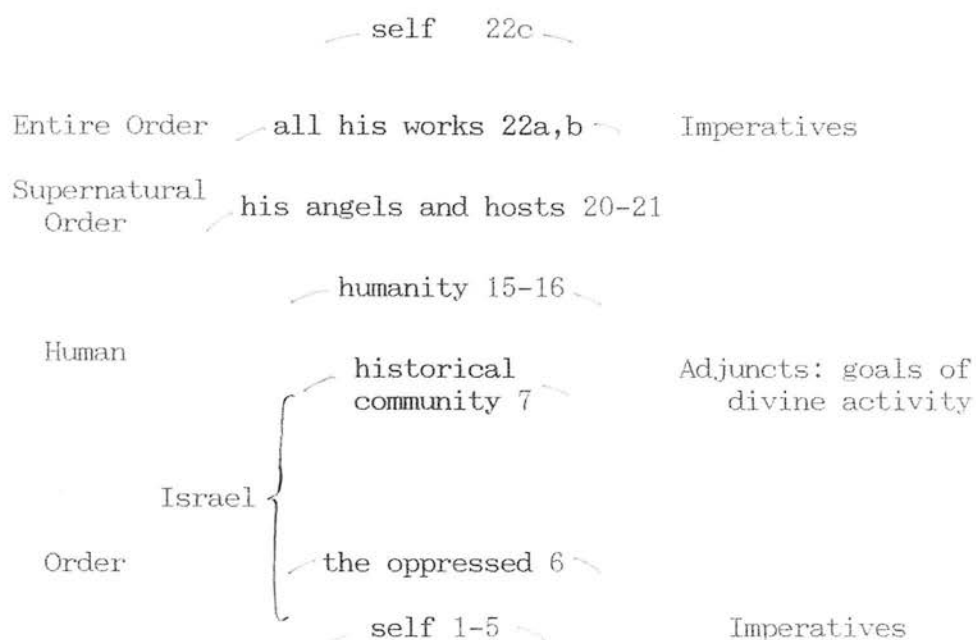 self 22c
Entire Order all his works 22a,b Imperatives
Supernatural
Order
his angels and hosts 20-21
humanity 15-16
Human
historical
community 7
Adjuncts: goals of
divine activity
Israel
Order the oppressed 6
self 1-5 Imperatives